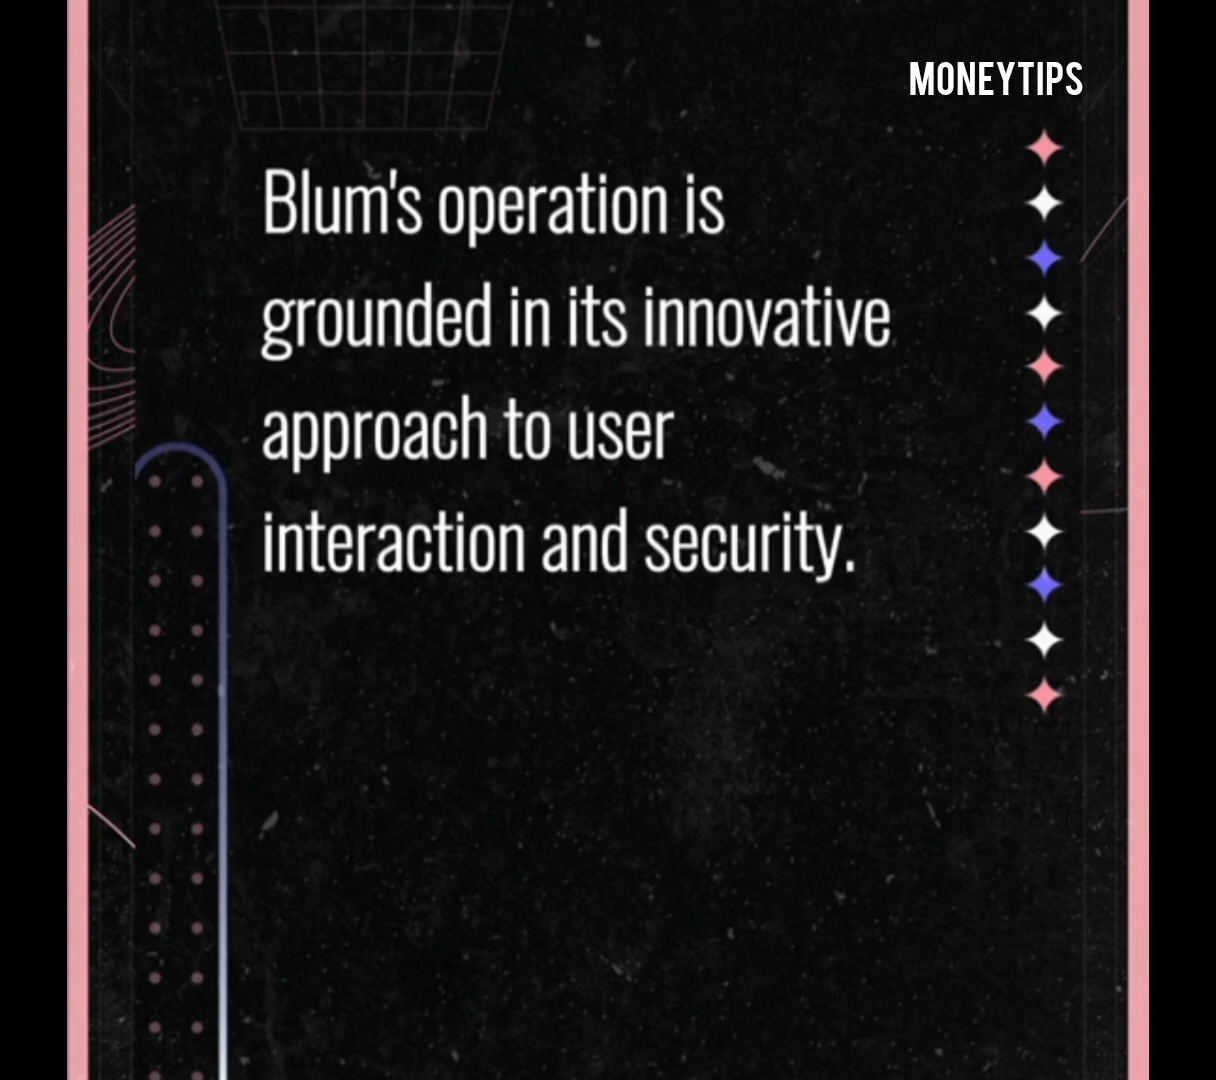 MONEYTIPS
Blum's operation is
grounded in its innovative
approach to user
interaction and security.